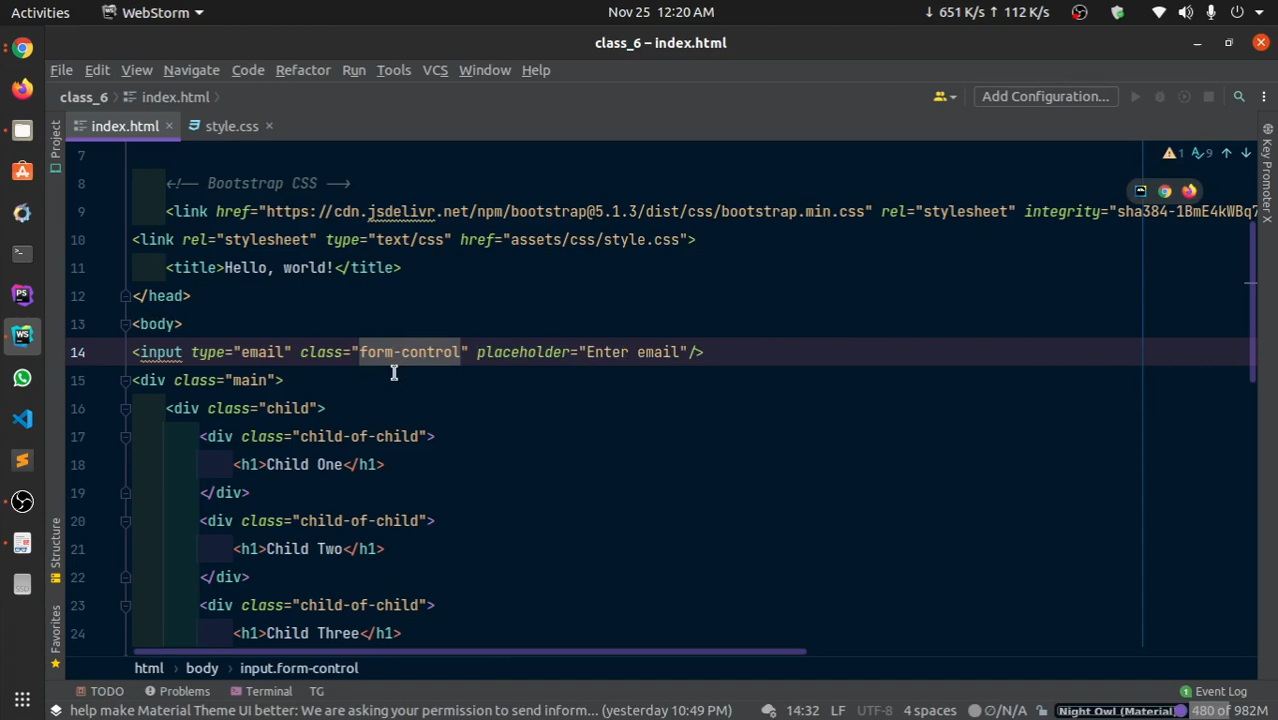 Activities WebStorm Nov 25 12:20 AM ↓ 651 K/s ↑ 112 K/s
class_6 – index.html
File Edit View Navigate Code Refactor Run Tools VCS Window Help
class_6 index.html Add Configuration...
Project index.html style.css Key Promoter X
7 1 9
8 <!-- Bootstrap CSS -->
9 <link href="https://cdn.jsdelivr.net/npm/bootstrap@5.1.3/dist/css/bootstrap.min.css" rel="stylesheet" integrity="sha384-1BmE4kWBq7
10 <link rel="stylesheet" type="text/css" href="assets/css/style.css">
11 <title>Hello, world!</title>
12 </head>
13 <body>
14 <input type="email" class="form-control" placeholder="Enter email"/>
15 <div class="main">
16 <div class="child">
17 <div class="child-of-child">
18 <h1>Child One</h1>
19 </div>
20 <div class="child-of-child">
21 <h1>Child Two</h1>
22 </div>
23 <div class="child-of-child">
24 <h1>Child Three</h1>
Structure
Favorites
html body input.form-control
TODO Problems Terminal TG 1 Event Log
help make Material Theme UI better: We are asking your permission to send inform... (yesterday 10:49 PM) 14:32 LF UTF-8 4 spaces ∅/N/A Night Owl (Material) 480 of 982M